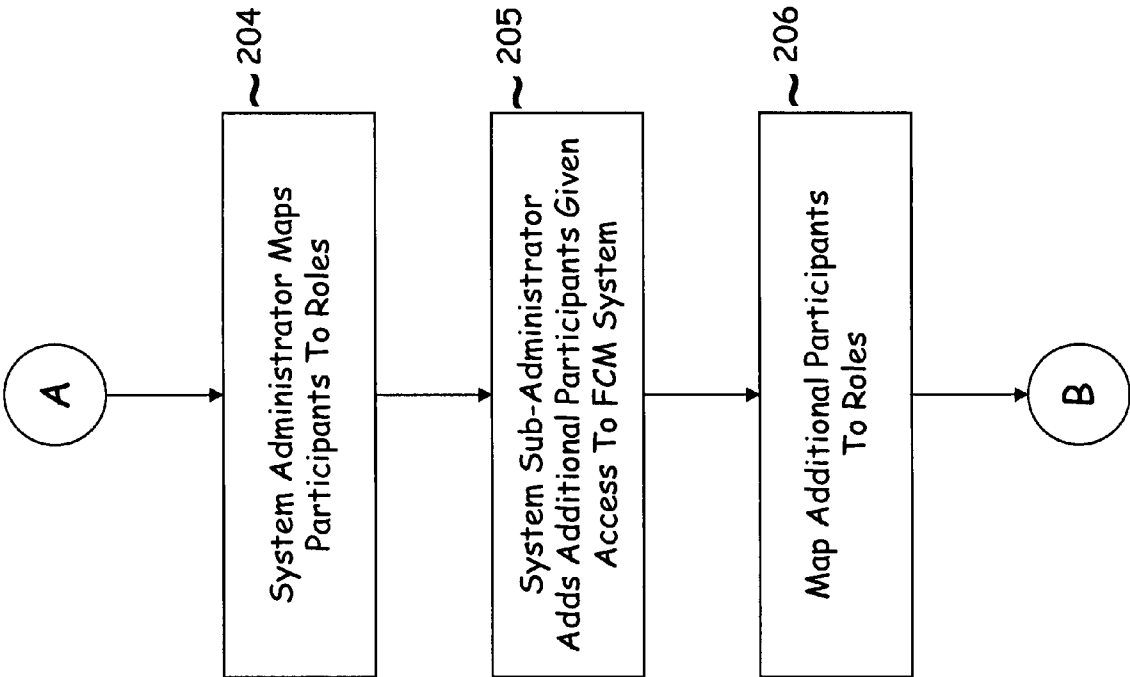 A
~ 204
System Administrator Maps
Participants To Roles
~ 205
System Sub-Administrator
Adds Additional Participants Given
Access To FCM System
~ 206
Map Additional Participants
To Roles
B